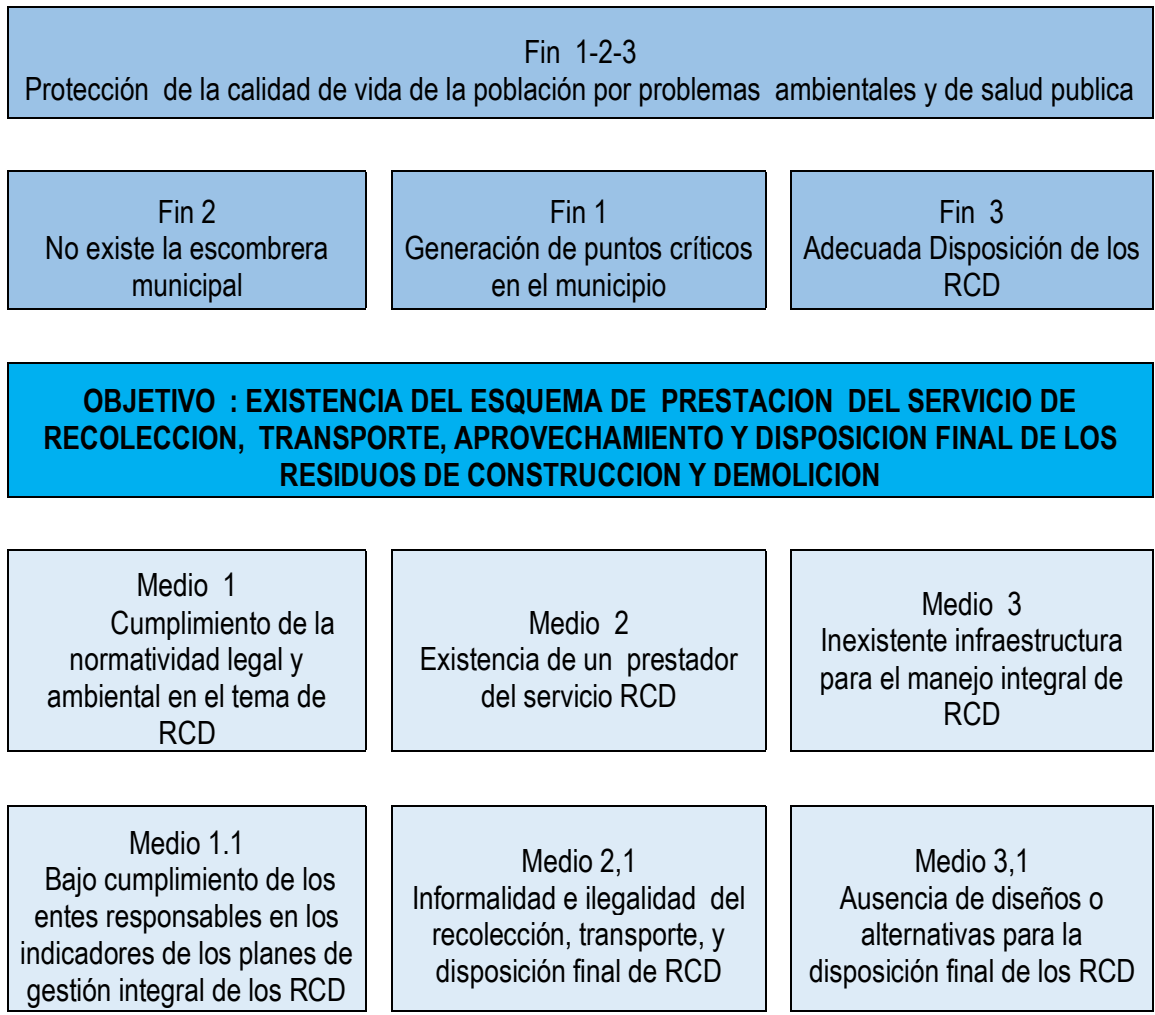 Fin 1-2-3
Protección de la calidad de vida de la población por problemas ambientales y de salud publica
Fin 2
No existe la escombrera
municipal
Fin 1
Generación de puntos críticos
en el municipio
Fin 3
Adecuada Disposición de los
RCD
OBJETIVO : EXISTENCIA DEL ESQUEMA DE PRESTACION DEL SERVICIO DE
RECOLECCION, TRANSPORTE, APROVECHAMIENTO Y DISPOSICION FINAL DE LOS
RESIDUOS DE CONSTRUCCION Y DEMOLICION
Medio 1
Cumplimiento de la
normatividad legal y
ambiental en el tema de
RCD
Medio 2
Existencia de un prestador
del servicio RCD
Medio 3
Inexistente infraestructura
para el manejo integral de
RCD
Medio 1.1
Bajo cumplimiento de los
entes responsables en los
indicadores de los planes de
gestión integral de los RCD
Medio 2,1
Informalidad e ilegalidad del
recolección, transporte, y
disposición final de RCD
Medio 3,1
Ausencia de diseños o
alternativas para la
disposición final de los RCD